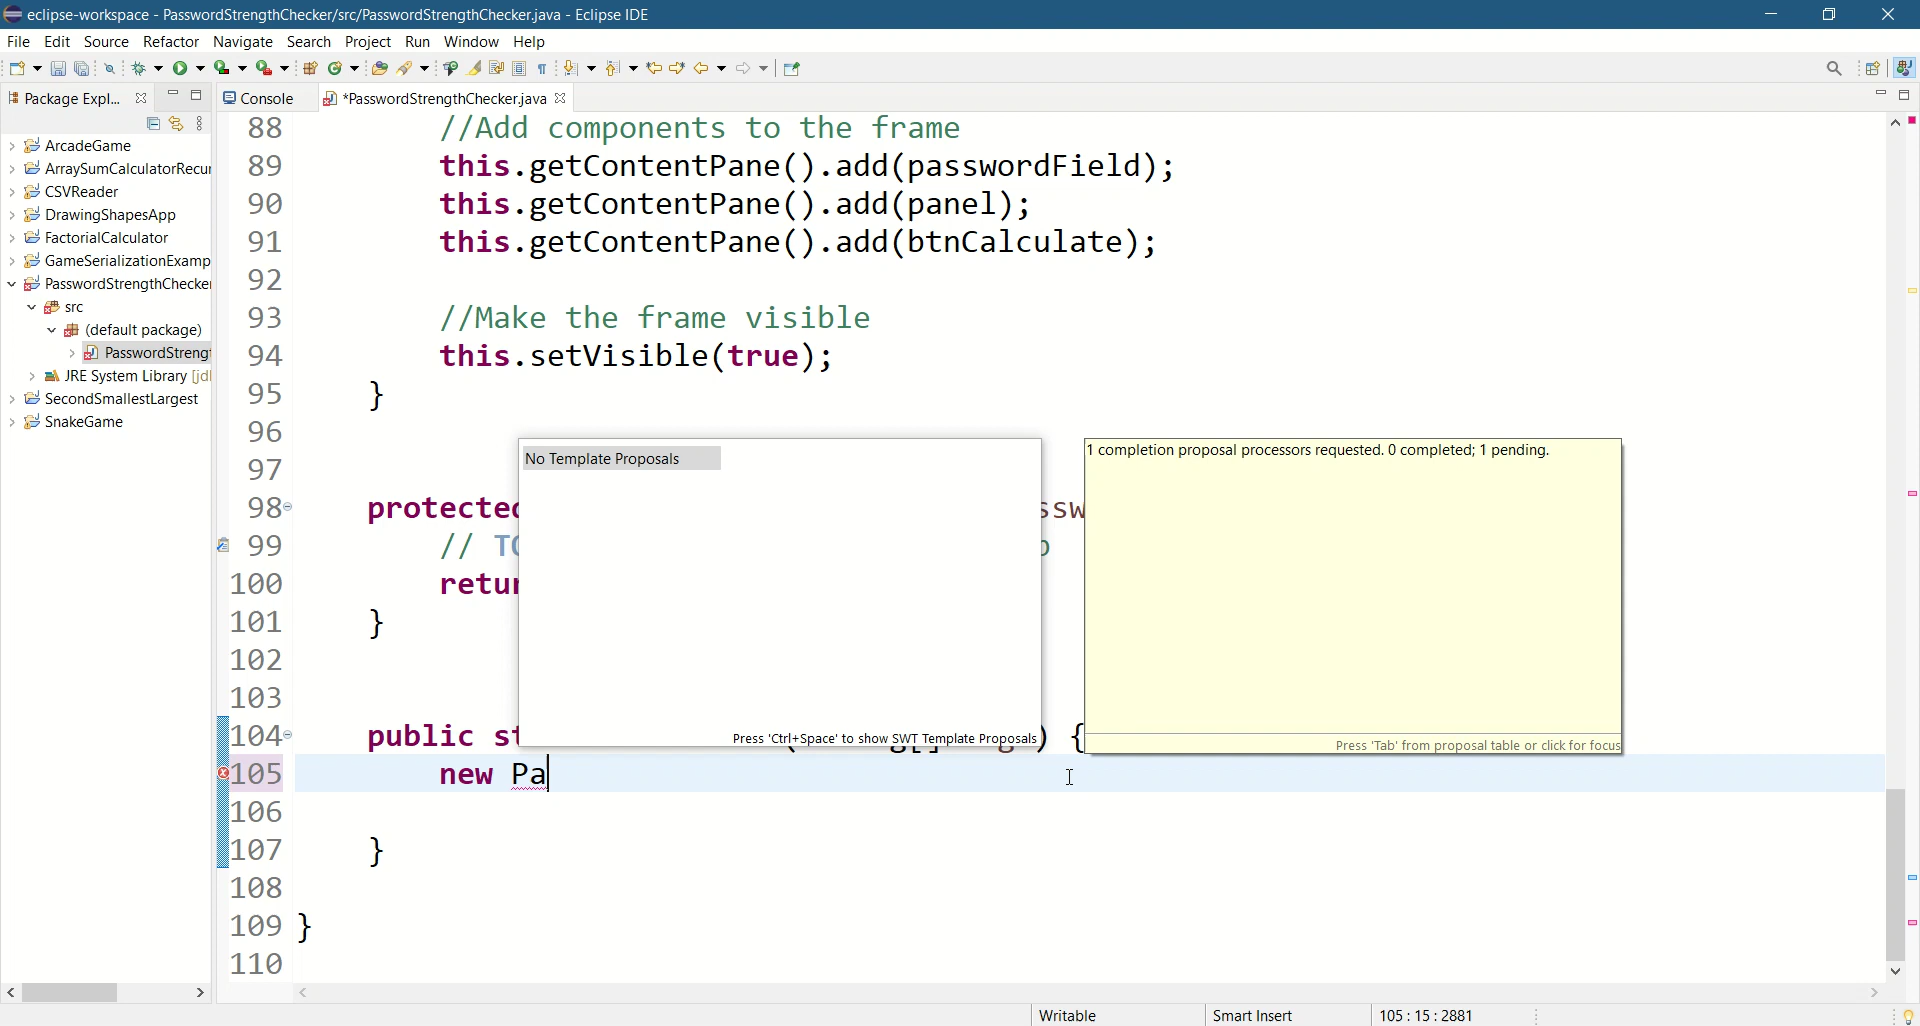 eclipse-workspace - PasswordStrengthChecker/src/PasswordStrengthChecker.java - Eclipse IDE
File Edit Source Refactor Navigate Search Project Run Window Help
Package Expl...
Console
*PasswordStrengthChecker.java
ArcadeGame
ArraySumCalculatorRecur
CSVReader
DrawingShapesApp
FactorialCalculator
GameSerializationExamp
PasswordStrengthChecker
src
(default package)
PasswordStrengt
JRE System Library [jd
SecondSmallestLargest
SnakeGame
88 //Add components to the frame
89 this.getContentPane().add(passwordField);
90 this.getContentPane().add(panel);
91 this.getContentPane().add(btnCalculate);
92
93 //Make the frame visible
94 this.setVisible(true);
95 }
96
97
98 protected ssw
99 // TO
100 retur
101 }
102
103
104 public st ) {
105 new Pa
106
107 }
108
109 }
110
No Template Proposals
Press 'Ctrl+Space' to show SWT Template Proposals
1 completion proposal processors requested. 0 completed; 1 pending.
Press 'Tab' from proposal table or click for focus
Writable Smart Insert 105 : 15 : 2881